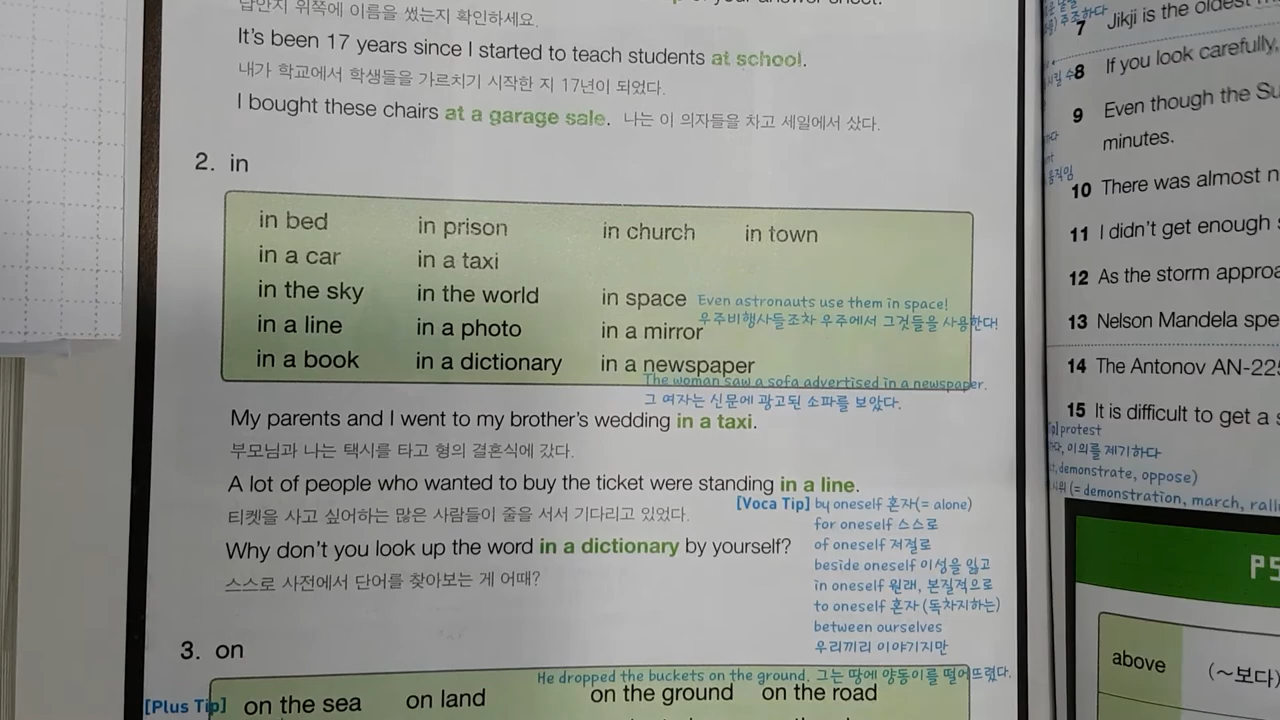 답안지 위쪽에 이름을 썼는지 확인하세요.
It's been 17 years since I started to teach students at school.
내가 학교에서 학생들을 가르치기 시작한 지 17년이 되었다.
I bought these chairs at a garage sale. 나는 이 의자들을 차고 세일에서 샀다.
2. in
in bed in prison in church in town
in a car in a taxi
in the sky in the world in space Even astronauts use them in space!
우주비행사들조차 우주에서 그것들을 사용한다!
in a line in a photo in a mirror
in a book in a dictionary in a newspaper
The woman saw a sofa advertised in a newspaper.
그 여자는 신문에 광고된 소파를 보았다.
My parents and I went to my brother's wedding in a taxi.
부모님과 나는 택시를 타고 형의 결혼식에 갔다.
A lot of people who wanted to buy the ticket were standing in a line.
티켓을 사고 싶어하는 많은 사람들이 줄을 서서 기다리고 있었다.
Why don't you look up the word in a dictionary by yourself?
스스로 사전에서 단어를 찾아보는 게 어때?
[Voca Tip] by oneself 혼자(= alone)
for oneself 스스로
of oneself 저절로
beside oneself 이성을 잃고
in oneself 원래, 본질적으로
to oneself 혼자 (독차지하는)
between ourselves
우리끼리 이야기지만
3. on
He dropped the buckets on the ground. 그는 땅에 양동이를 떨어뜨렸다.
[Plus Tip] on the sea on land on the ground on the road
주조하다
7 Jikji is the oldest
8 If you look carefully,
9 Even though the Su
minutes.
움직임
10 There was almost n
11 I didn't get enough
12 As the storm approa
13 Nelson Mandela spe
14 The Antonov AN-225
15 It is difficult to get a s
protest
이의를 제기하다
demonstrate, oppose)
(= demonstration, march, rall
PS
above (~보다)